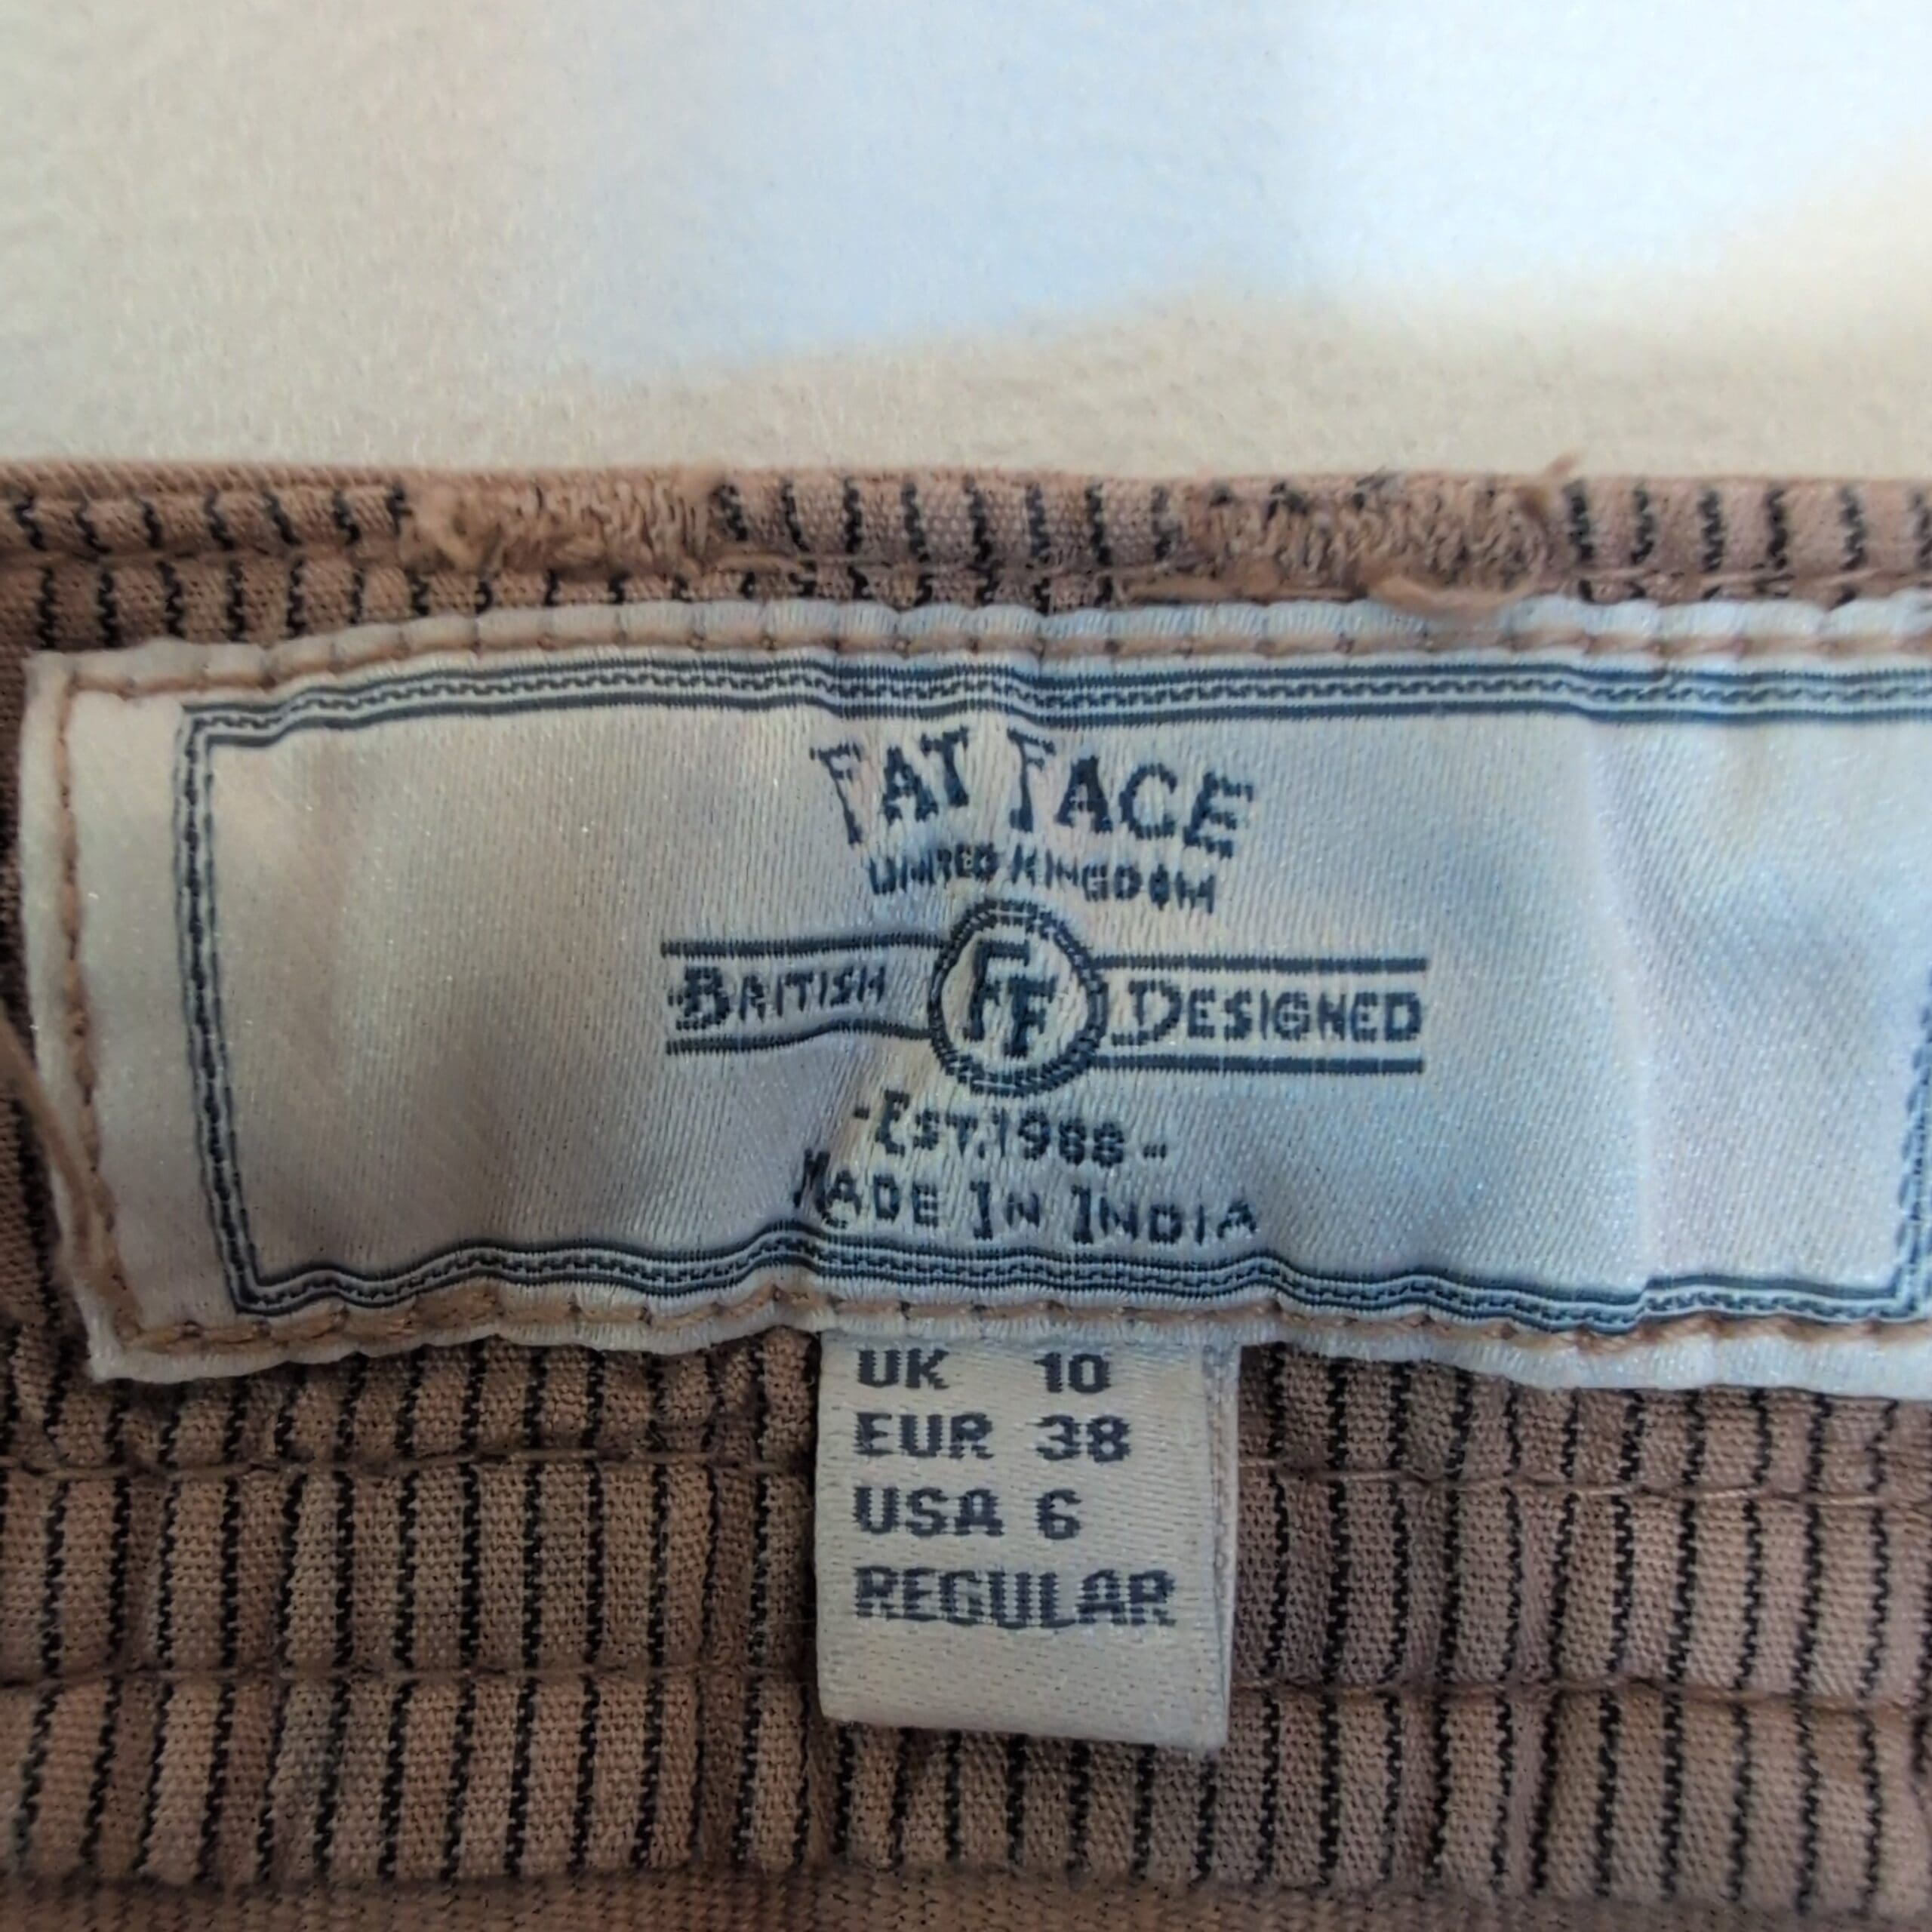 FAT FACE
UNITED KINGDOM
BRITISH FF DESIGNED
-EST.1988-
MADE IN INDIA
UK 10
EUR 38
USA 6
REGULAR